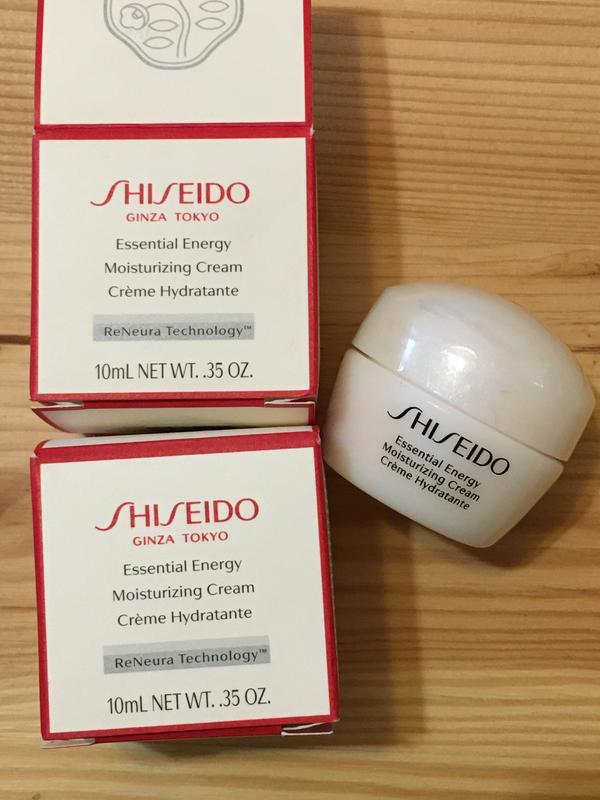 SHISEIDO
GINZA TOKYO
Essential Energy
Moisturizing Cream
Crème Hydratante
ReNeura Technology™
10mL NET WT. .35 OZ.
SHISEIDO
Essential Energy
Moisturizing Cream
Crème Hydratante
SHISEIDO
GINZA TOKYO
Essential Energy
Moisturizing Cream
Crème Hydratante
ReNeura Technology™
10mL NET WT. .35 OZ.